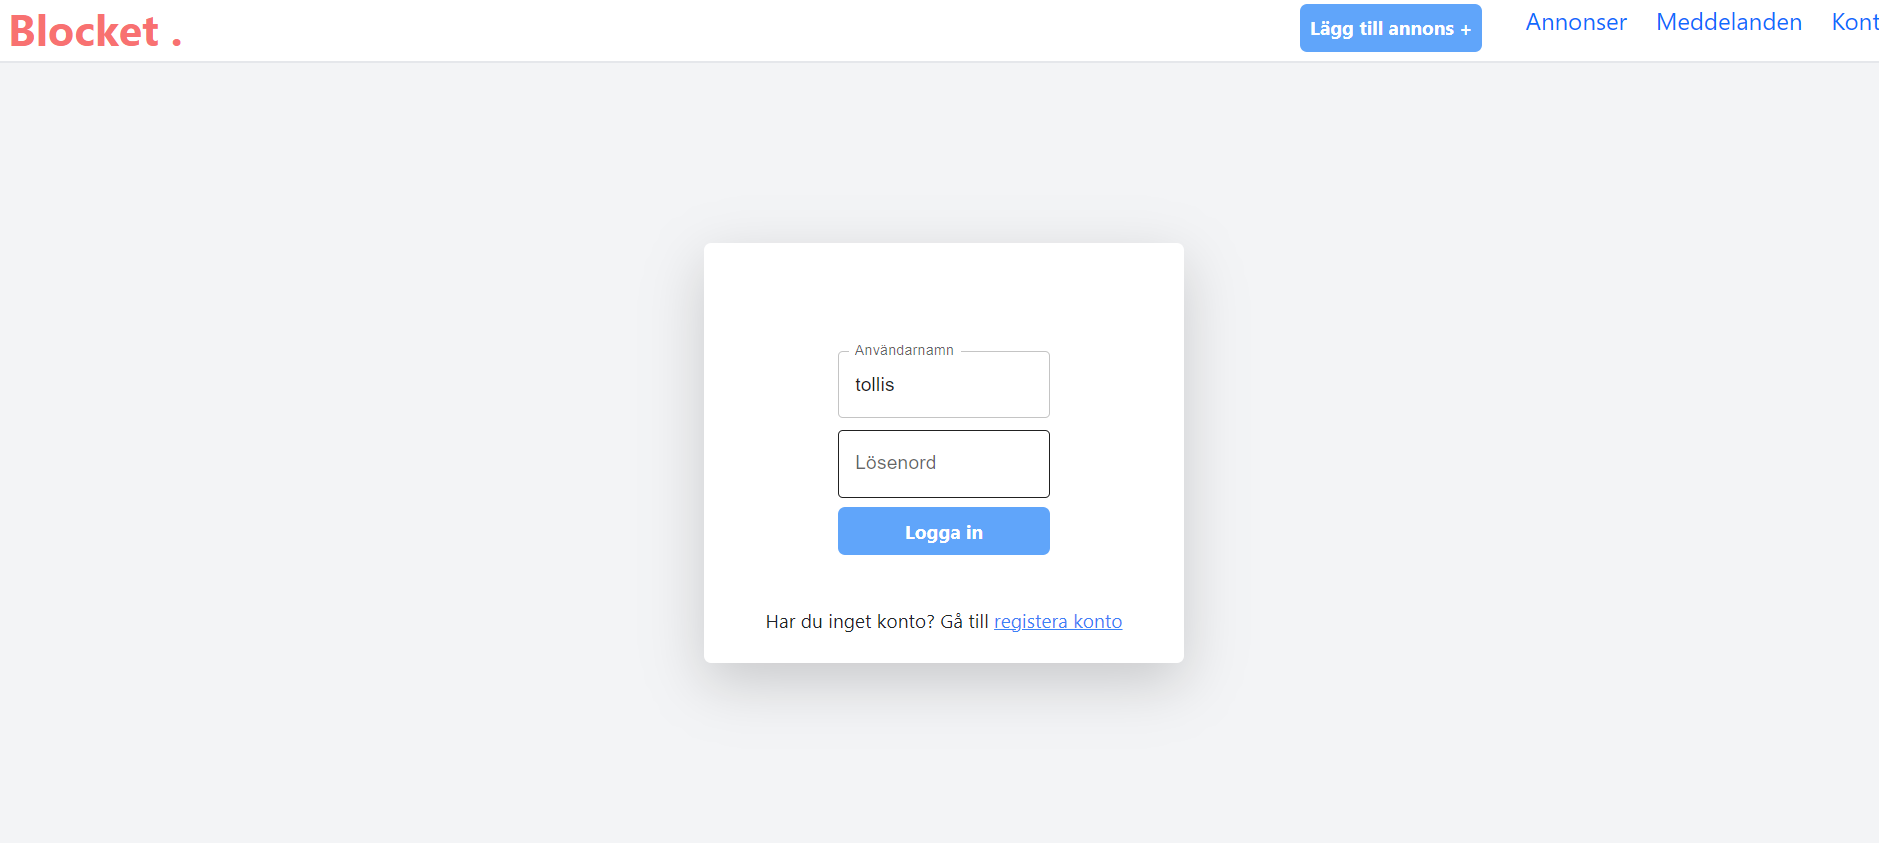 Blocket .
Lägg till annons +
Annonser
Meddelanden
Kont
Användarnamn
tollis
Lösenord
Logga in
Har du inget konto? Gå till registera konto